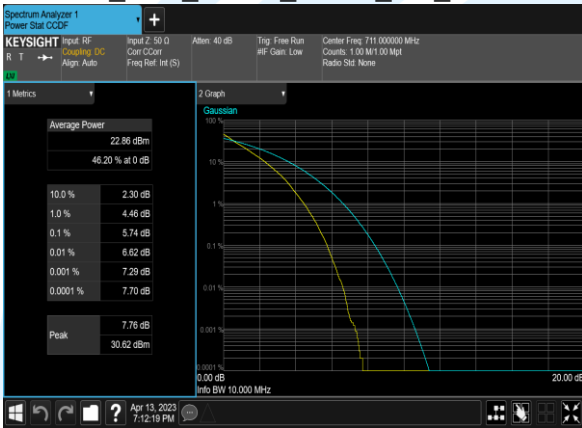 Spectrum Analyzer 1
Power Stat CCDF
KEYSIGHT
R T
LXI
Input: RF
Coupling: DC
Align: Auto
Input Z: 50 Ω
Corr CCorr
Freq Ref: Int (S)
Atten: 40 dB
Trig: Free Run
#IF Gain: Low
Center Freq: 711.000000 MHz
Counts: 1.00 M/1.00 Mpt
Radio Std: None
1 Metrics
Average Power
22.86 dBm
46.20 % at 0 dB
10.0 % 2.30 dB
1.0 % 4.46 dB
0.1 % 5.74 dB
0.01 % 6.62 dB
0.001 % 7.29 dB
0.0001 % 7.70 dB
Peak 7.76 dB
30.62 dBm
2 Graph
Gaussian
100 %
10 %
1 %
0.1 %
0.01 %
0.001 %
0.0001 %
0.00 dB
20.00 dB
Info BW 10.000 MHz
Apr 13, 2023
7:12:19 PM